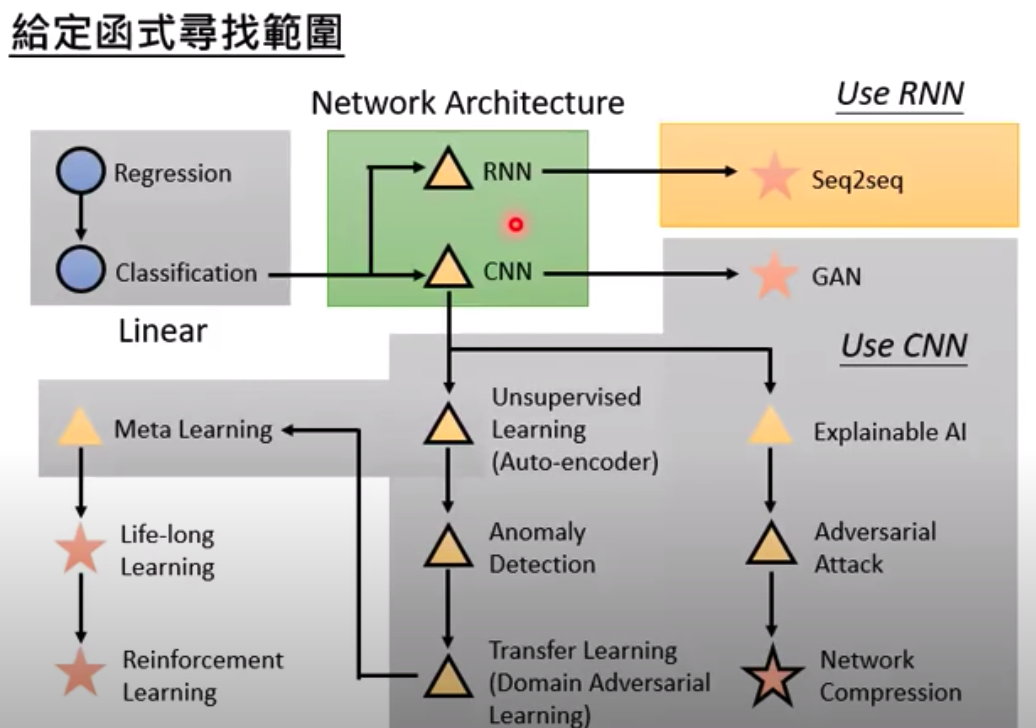 給定函式尋找範圍
Network Architecture
Use RNN
Regression
RNN
Seq2seq
Classification
CNN
GAN
Linear
Use CNN
Meta Learning
Unsupervised
Learning
(Auto-encoder)
Explainable AI
Life-long
Learning
Anomaly
Detection
Adversarial
Attack
Reinforcement
Learning
Transfer Learning
(Domain Adversarial
Learning)
Network
Compression